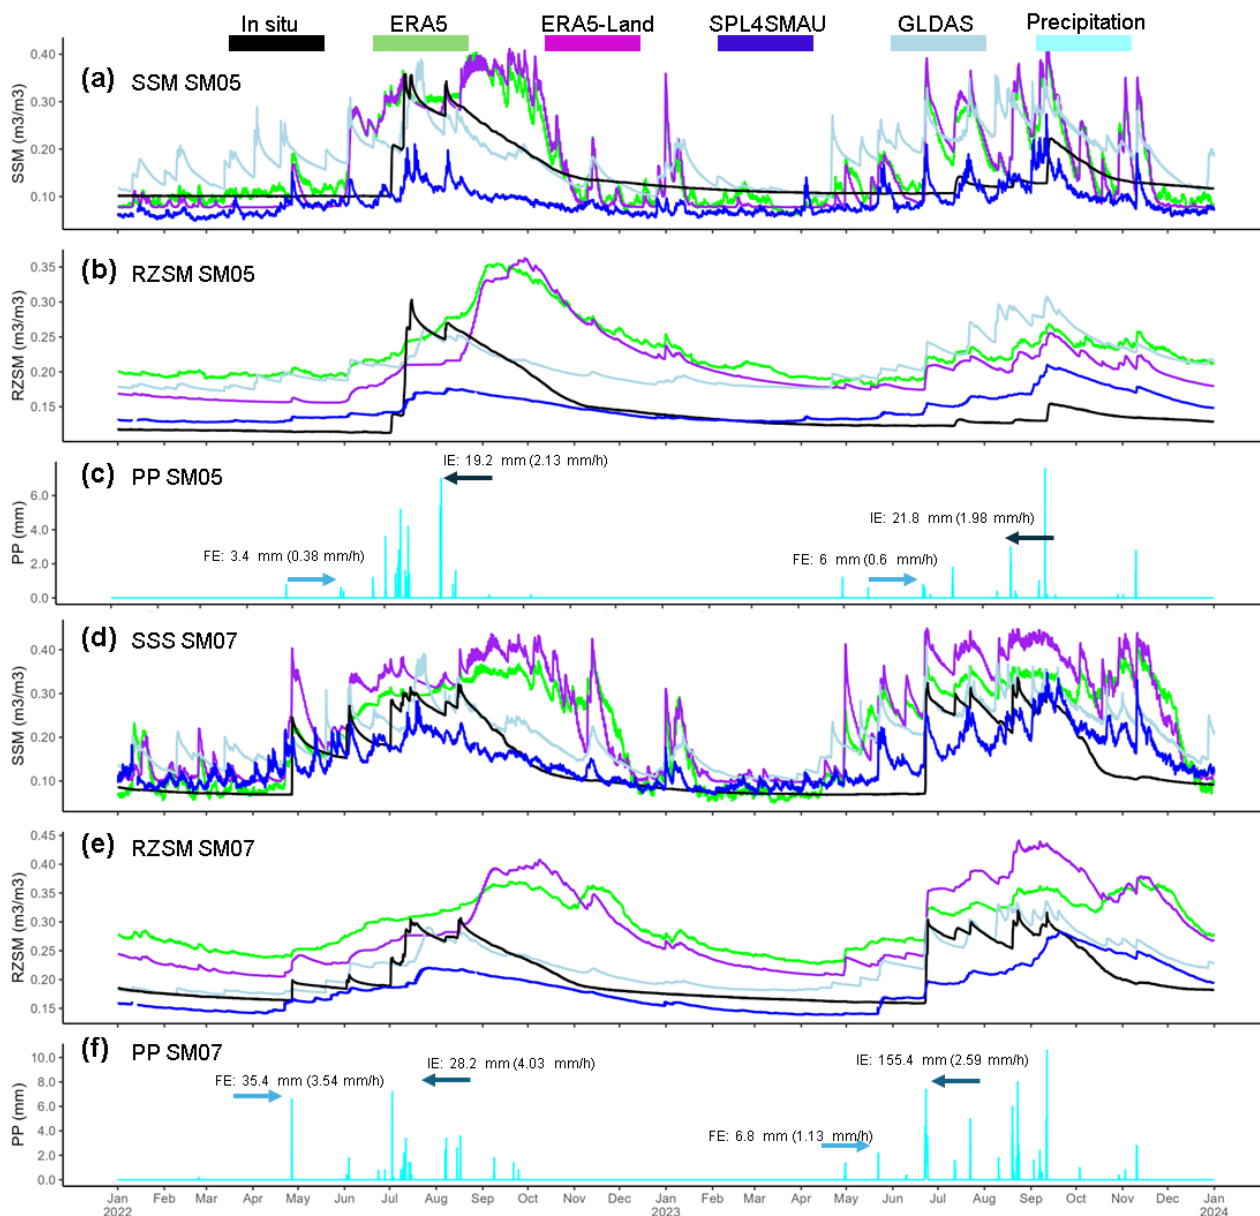 In situ ERA5 ERA5-Land SPL4SMAU GLDAS Precipitation
(a) SSM SM05
SSM (m3/m3)
0.40
0.30
0.20
0.10
(b) RZSM SM05
RZSM (m3/m3)
0.35
0.30
0.25
0.20
0.15
(c) PP SM05
PP (mm)
6.0
4.0
2.0
0.0
IE: 19.2 mm (2.13 mm/h)
FE: 3.4 mm (0.38 mm/h)
IE: 21.8 mm (1.98 mm/h)
FE: 6 mm (0.6 mm/h)
(d) SSS SM07
SSM (m3/m3)
0.40
0.30
0.20
0.10
(e) RZSM SM07
RZSM (m3/m3)
0.45
0.40
0.35
0.30
0.25
0.20
0.15
(f) PP SM07
PP (mm)
10.0
8.0
6.0
4.0
2.0
0.0
FE: 35.4 mm (3.54 mm/h)
IE: 28.2 mm (4.03 mm/h)
IE: 155.4 mm (2.59 mm/h)
FE: 6.8 mm (1.13 mm/h)
Jan Feb Mar Apr May Jun Jul Aug Sep Oct Nov Dec Jan Feb Mar Apr May Jun Jul Aug Sep Oct Nov Dec Jan
2022 2023 2024